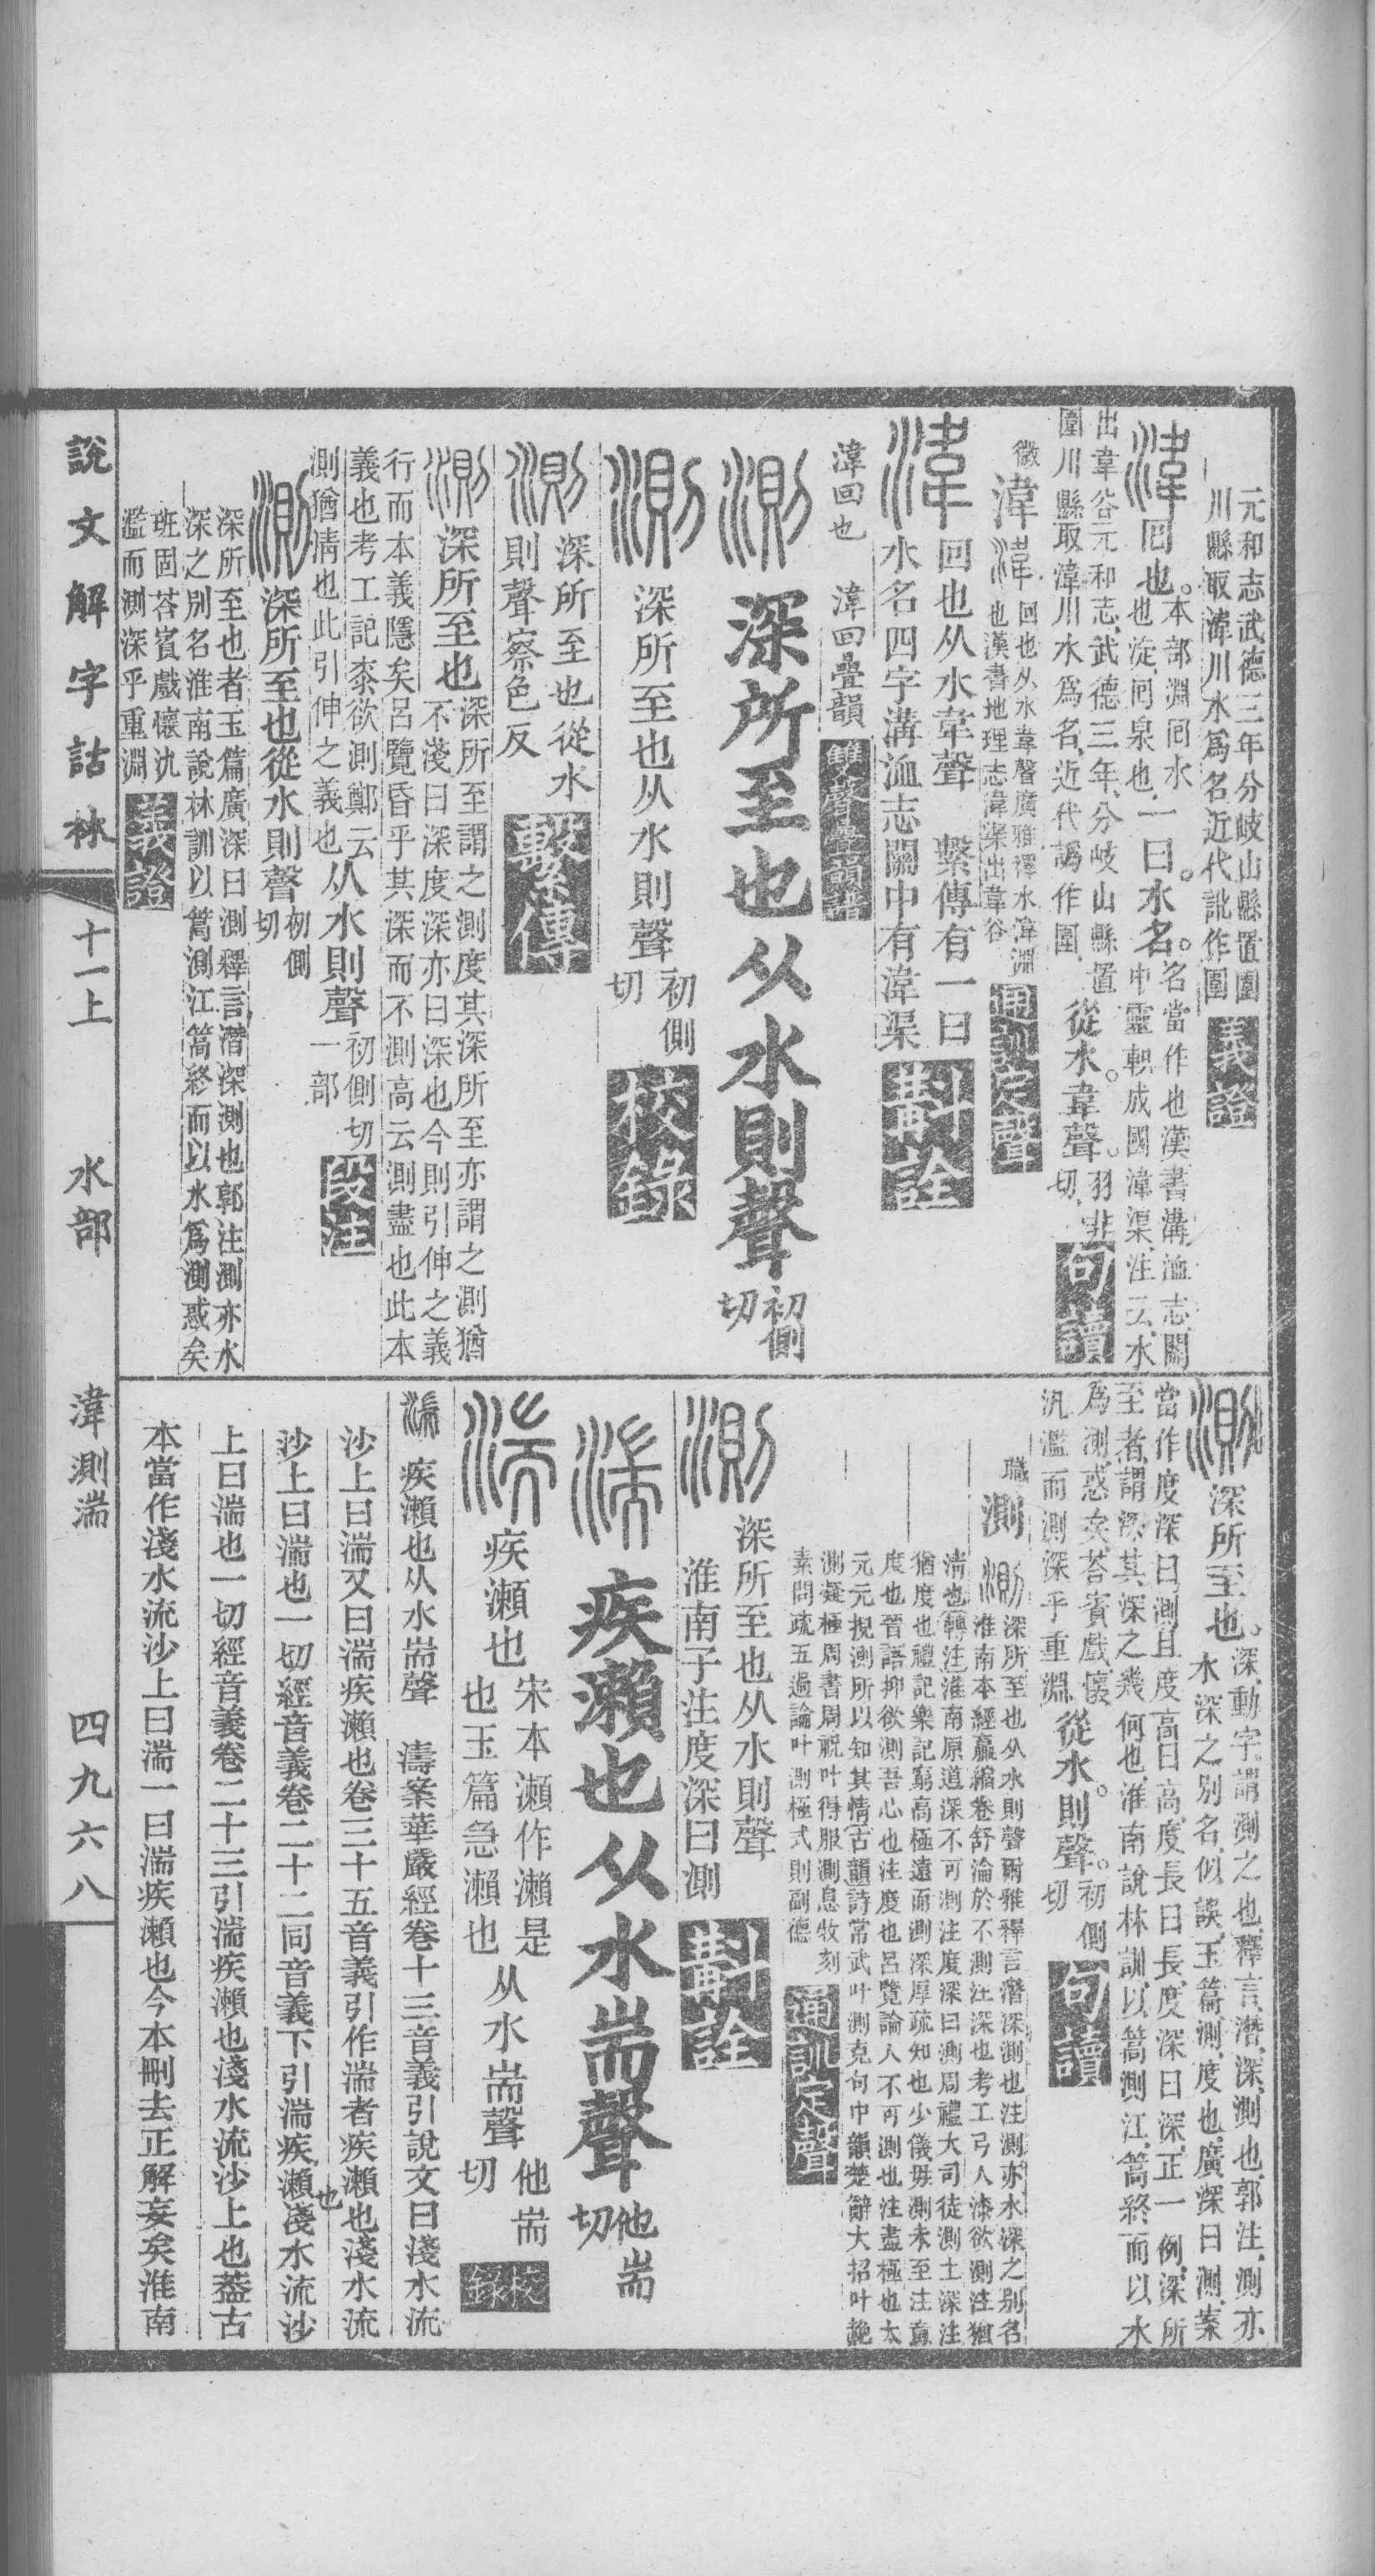 元和志武德三年分岐山縣置圍
川縣取湋川水爲名近代訛作圍 義證
湋 囘也。本部淵囘水也淀囘泉也一曰水名。名當作也漢書溝洫志關中靈軹成國湋渠注云水
出韋谷元和志武德三年分岐山縣置
圍川縣取湋川水爲名近代譌作圍 從水韋聲。羽非切 句讀
微 湋 湋 回也从水韋聲廣雅釋水湋淵也漢書地理志湋渠出韋谷 通訓定聲
湋 回也从水韋聲 繫傳有一曰
水名四字溝洫志關中有湋渠 斠詮
湋回也 湋回疊韻 雙聲疊韻譜
測 深所至也从水則聲 初側切
測 深所至也从水則聲 初側切 校錄
測 深所至也從水
則聲察色反 繫傳
測 深所至也 深所至謂之測度其深所至亦謂之測猶
不淺曰深度深亦曰深也今則引伸之義
行而本義隱矣呂覽昏乎其深而不測高云測盡也此本
義也考工記桼欲測鄭云
測猶淸也此引伸之義也 从水則聲 初側切一部 段注
測 深所至也從水則聲 初側切
深所至也者玉篇廣深曰測釋言潛深測也郭注測亦水
深之別名淮南說林訓以篙測江篙終而以水爲測惑矣
班固荅賓戲懷氿
濫而測深乎重淵 義證
測 深所至也。深動字謂測之也釋言潛深測也郭注測亦
水深之別名似誤玉篇測度也廣深曰測案
當作度深曰測且度高曰高度長曰長度深曰深正一例深所
至者謂深其深之幾何也淮南說林訓以篙測江篙終而以水
爲測惑矣荅賓戲懷
氿濫而測深乎重淵 從水則聲。初側切 句讀
職 測 測 深所至也从水則聲爾雅釋言潛深測也注測亦水深之別名
淮南本經贏縮卷舒淪於不測注深也考工弓人漆欲測注猶
淸也轉注淮南原道深不可測注度深曰測周禮大司徒測土深注
猶度也禮記樂記窮高極遠而測深厚疏知也少儀毋測未至注意
度也晉語抑欲測吾心也注度也呂覽論人不可測也注盡極也太
元元掜測所以知其情古韻詩常武叶測克句中韻楚辭大招叶
測凝極周書周祝叶得服測息牧刻
素問疏五過論叶測極式則副德 通訓定聲
測 深所至也从水則聲
淮南子注度深曰測 斠詮
湍 疾瀨也从水耑聲 他耑切
湍 疾瀨也 宋本瀨作瀬是也玉篇急瀨也 从水耑聲 他耑切 校錄
湍 疾瀨也从水耑聲 濤案華嚴經卷十三音義引說文曰淺水流
沙上曰湍又曰湍疾瀨也卷三十五音義引作湍者疾瀨也淺水流
沙上曰湍也一切經音義卷二十二同音義下引湍疾瀨也淺水流沙
上曰湍也一切經音義卷二十三引湍疾瀨也淺水流沙上也葢古
本當作淺水流沙上曰湍一曰湍疾瀨也今本刪去正解妄矣淮南
說文解字詁林 十一上 水部 湋測湍 四九六八